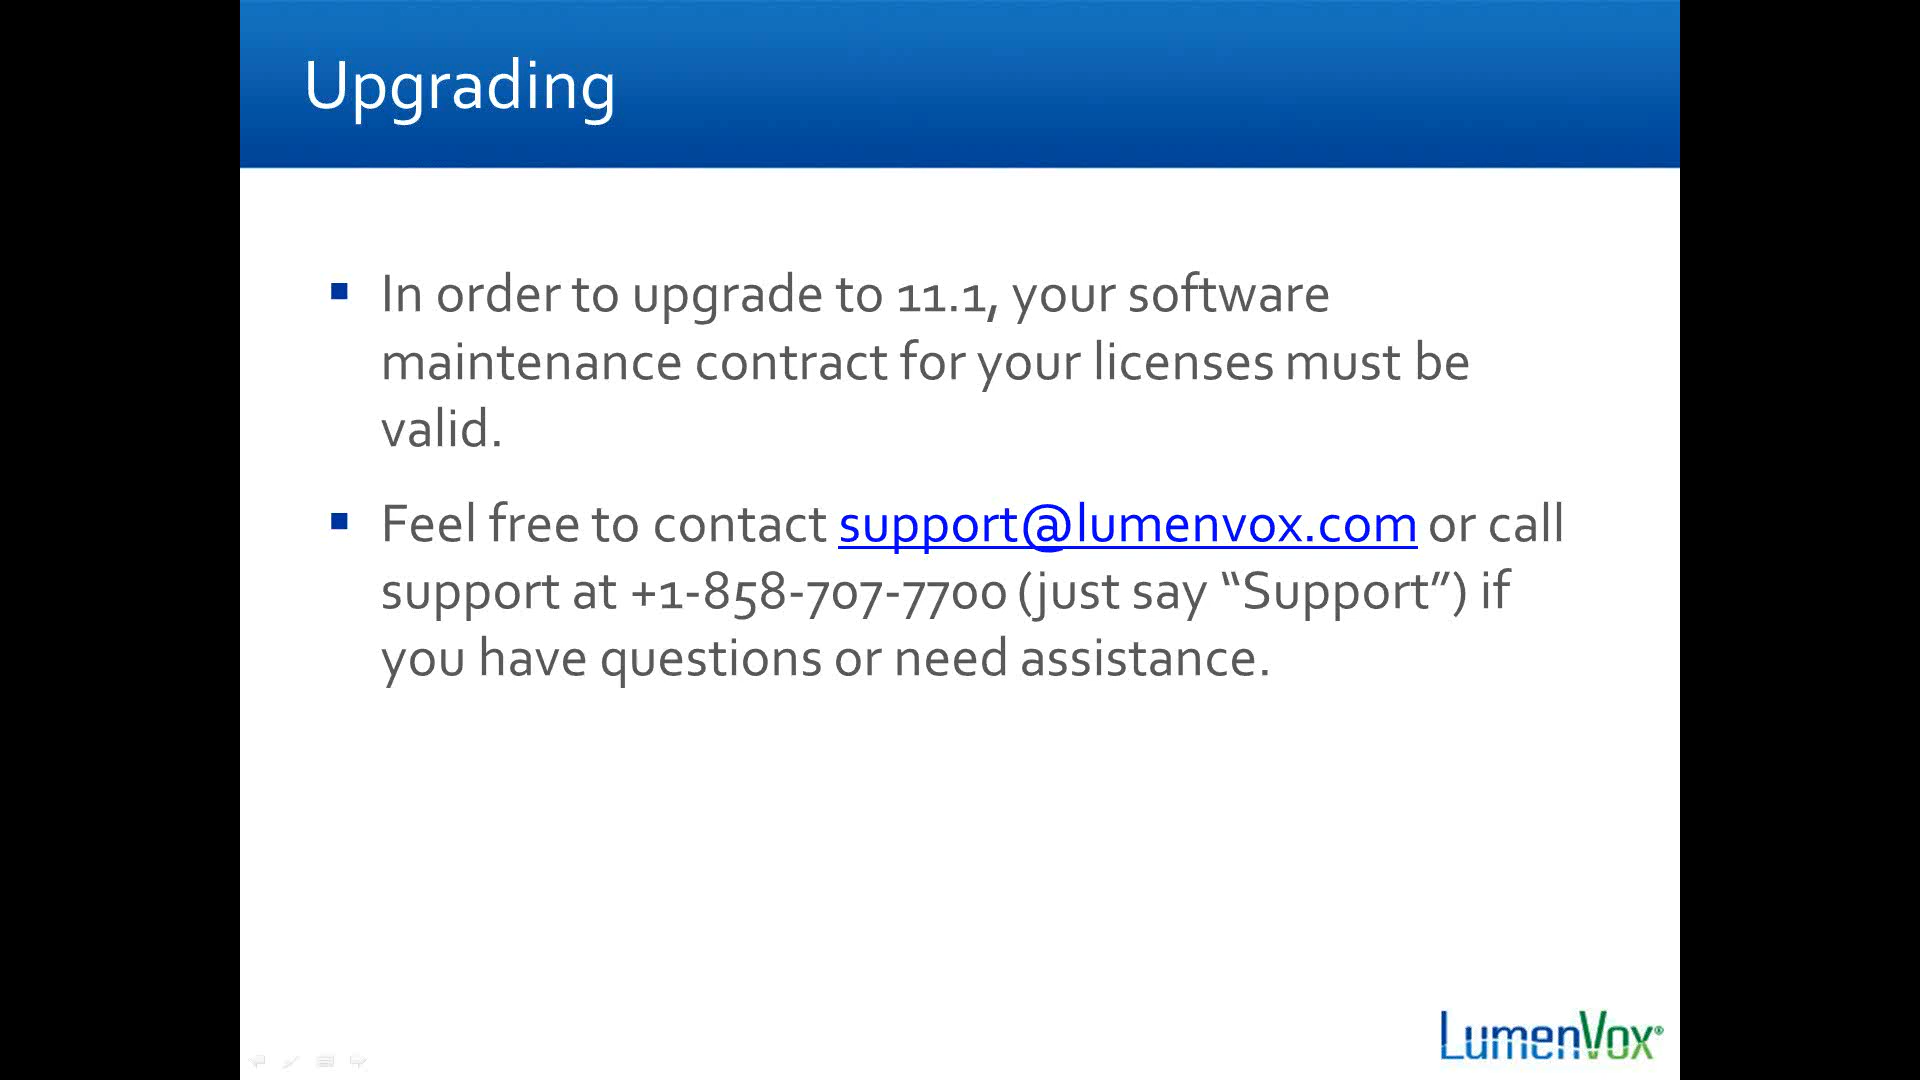 Upgrading
In order to upgrade to 11.1, your software
maintenance contract for your licenses must be
valid.
Feel free to contact support@lumenvox.com or call
support at +1-858-707-7700 (just say “Support”) if
you have questions or need assistance.
LumenVox®